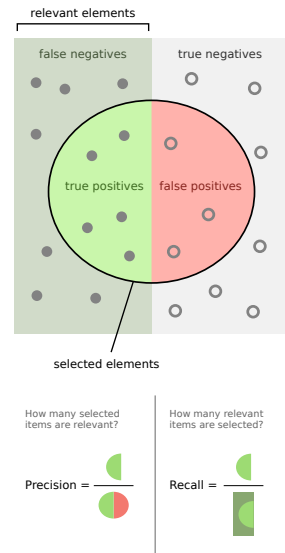 relevant elements
false negatives
true negatives
true positives
false positives
selected elements
How many selected
items are relevant?
How many relevant
items are selected?
Precision =
Recall =